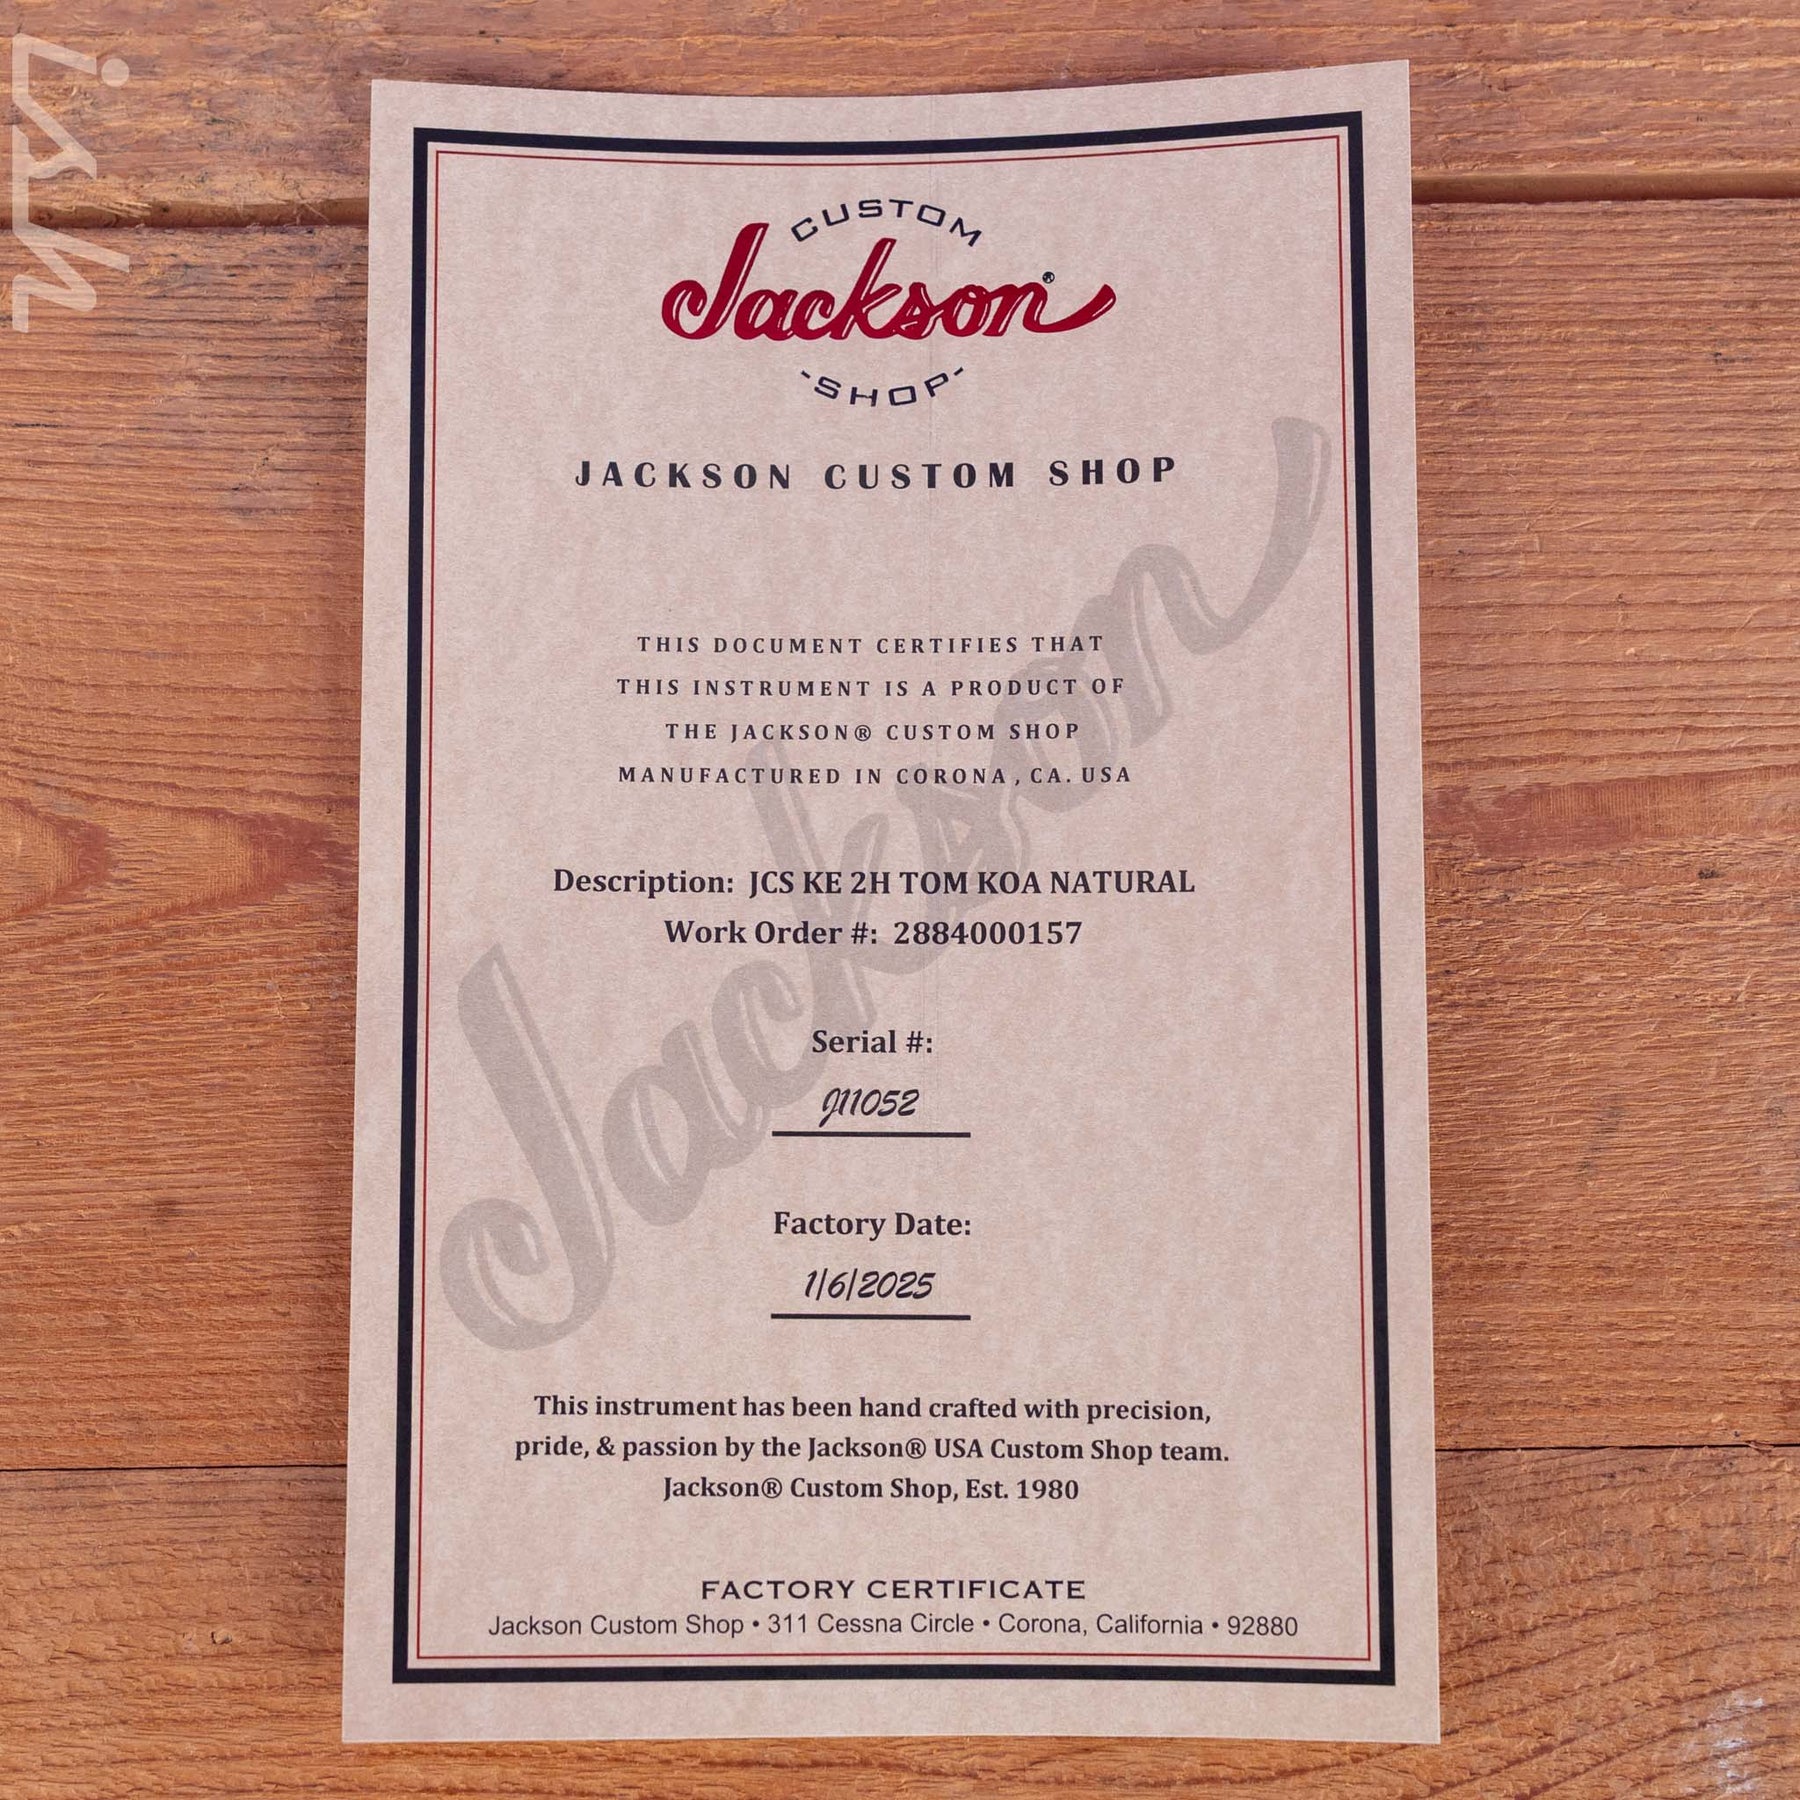 ish
CUSTOM
Jackson®
-SHOP-
JACKSON CUSTOM SHOP
THIS DOCUMENT CERTIFIES THAT
THIS INSTRUMENT IS A PRODUCT OF
THE JACKSON® CUSTOM SHOP
MANUFACTURED IN CORONA, CA. USA
Jackson
Description: JCS KE 2H TOM KOA NATURAL
Work Order #: 2884000157
Serial #:
J11052
Factory Date:
1/6/2025
This instrument has been hand crafted with precision,
pride, & passion by the Jackson® USA Custom Shop team.
Jackson® Custom Shop, Est. 1980
FACTORY CERTIFICATE
Jackson Custom Shop • 311 Cessna Circle • Corona, California • 92880